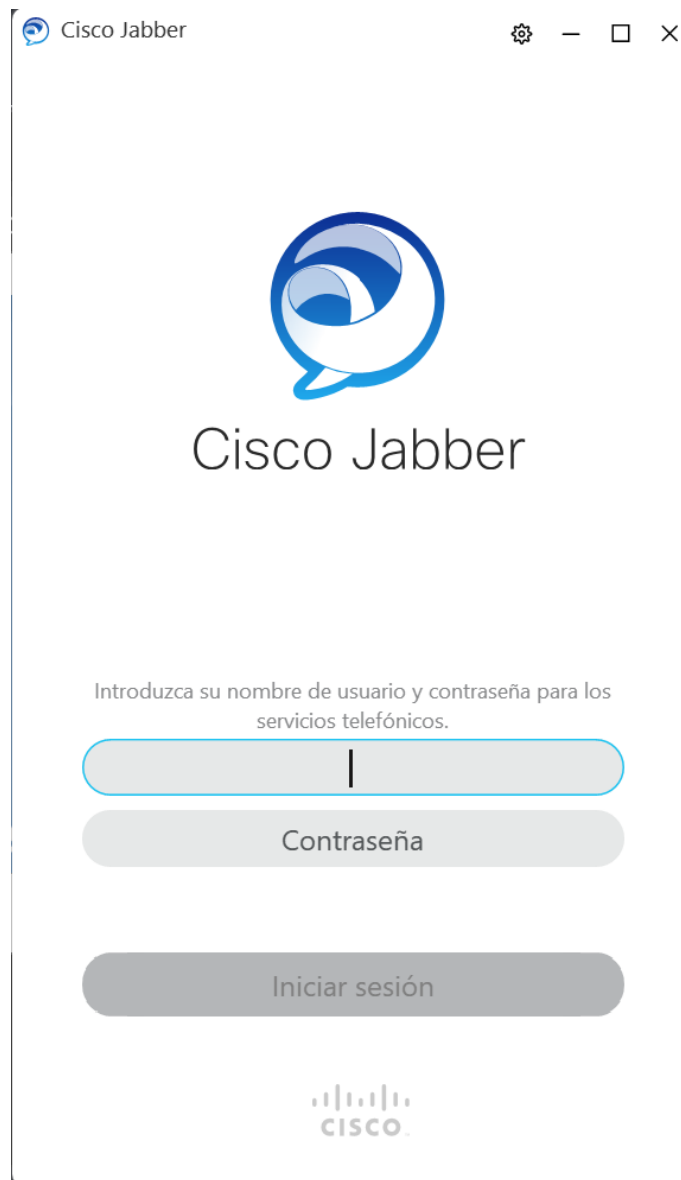 Cisco Jabber
Cisco Jabber
Introduzca su nombre de usuario y contraseña para los
servicios telefónicos.
Contraseña
Iniciar sesión
CISCO